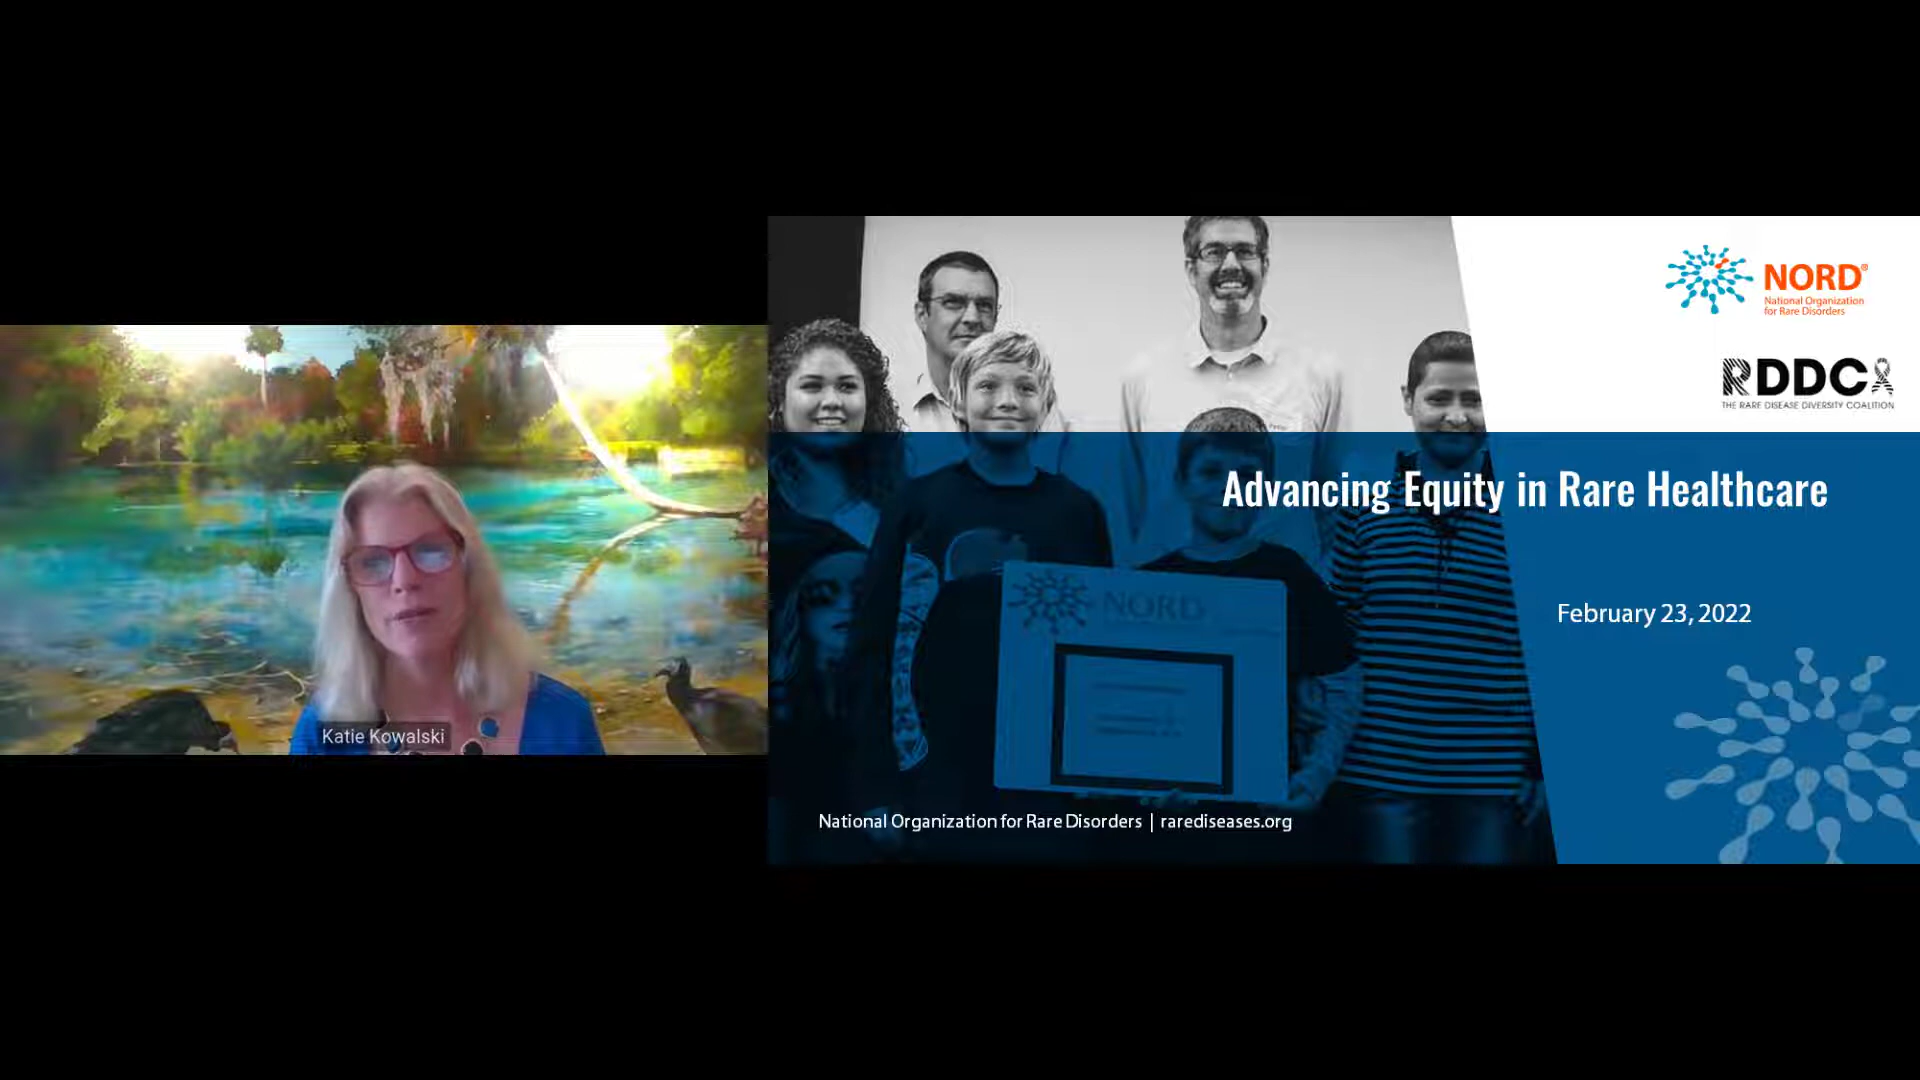 Katie Kowalski
NORD®
National Organization
for Rare Disorders
RDDC
THE RARE DISEASE DIVERSITY COALITION
Advancing Equity in Rare Healthcare
February 23, 2022
NORD
National Organization for Rare Disorders | rarediseases.org